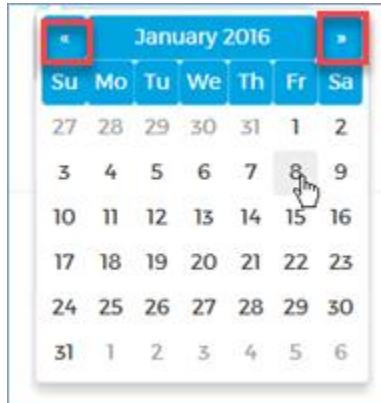 « January 2016 »
Su Mo Tu We Th Fr Sa
27 28 29 30 31 1 2
3 4 5 6 7 8 9
10 11 12 13 14 15 16
17 18 19 20 21 22 23
24 25 26 27 28 29 30
31 1 2 3 4 5 6